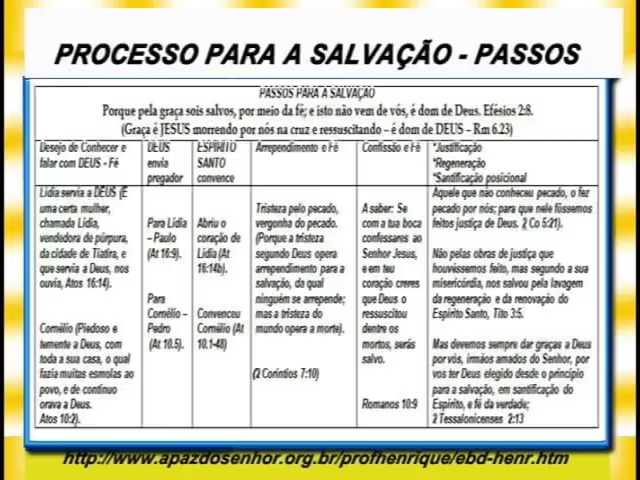 PROCESSO PARA A SALVAÇÃO - PASSOS
PASSOS PARA A SALVAÇÃO
Porque pela graça sois salvos, por meio da fé; e isto não vem de vós, é dom de Deus. Efésios 2:8.
(Graça é JESUS morrendo por nós na cruz e ressuscitando – é dom de DEUS – Rm 6.23)
Desejo de Conhecer e
falar com DEUS - Fé
DEUS
envia
pregador
ESPÍRITO
SANTO
convence
Arrependimento e Fé
Confissão e Fé
*Justificação
*Regeneração
*Santificação posicional
Lídia servia a DEUS (E
uma certa mulher,
chamada Lídia,
vendedora de púrpura,
da cidade de Tiatira, e
que servia a Deus, nos
ouvia, Atos 16:14).
Cornélio (Piedoso e
temente a Deus, com
toda a sua casa, o qual
fazia muitas esmolas ao
povo, e de contínuo
orava a Deus.
Atos 10:2).
Para Lídia
– Paulo
(At 16:9).
Para
Cornélio –
Pedro
(At 10.5).
Abriu o
coração de
Lídia (At
16:14b).
Convenceu
Cornélio (At
10.1-48)
Tristeza pelo pecado,
vergonha do pecado.
(Porque a tristeza
segundo Deus opera
arrependimento para a
salvação, da qual
ninguém se arrepende;
mas a tristeza do
mundo opera a morte).
(2 Coríntios 7:10)
A saber: Se
com a tua boca
confessares ao
Senhor Jesus,
e em teu
coração creres
que Deus o
ressuscitou
dentre os
mortos, serás
salvo.
Romanos 10:9
Aquele que não conheceu pecado, o fez
pecado por nós; para que nele fôssemos
feitos justiça de Deus. 2 Co 5:21).
Não pelas obras de justiça que
houvéssemos feito, mas segundo a sua
misericórdia, nos salvou pela lavagem
da regeneração e da renovação do
Espírito Santo, Tito 3:5.
Mas devemos sempre dar graças a Deus
por vós, irmãos amados do Senhor, por
vos ter Deus elegido desde o princípio
para a salvação, em santificação do
Espírito, e fé da verdade;
2 Tessalonicenses 2:13
http://www.apazdosenhor.org.br/profhenrique/ebd-henr.htm